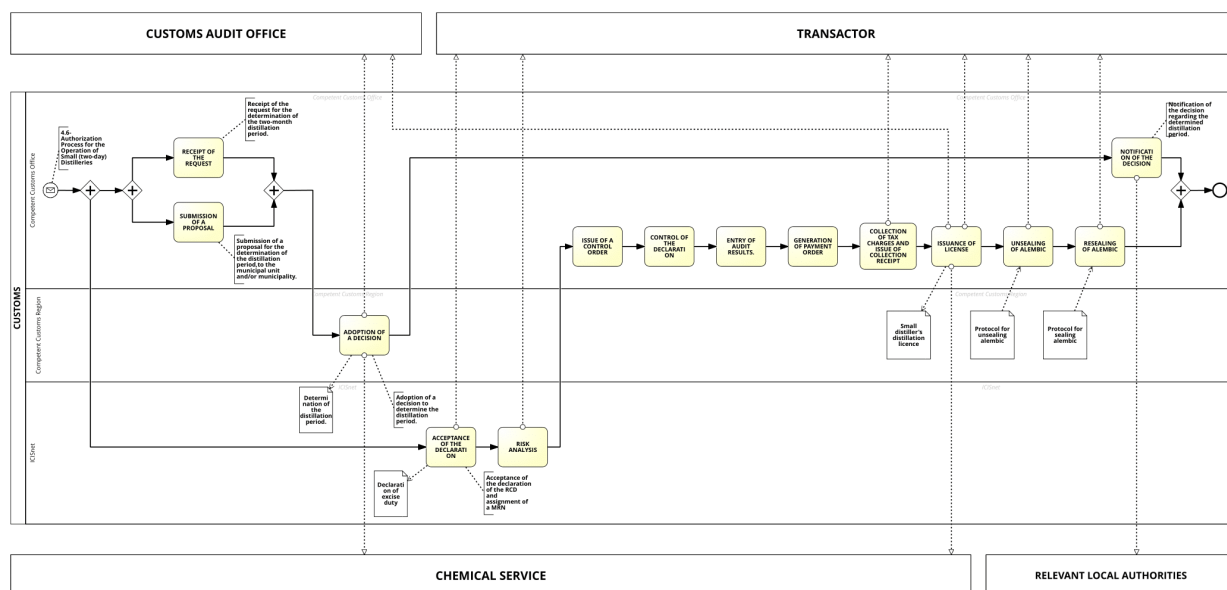 CUSTOMS AUDIT OFFICE
TRANSACTOR
CUSTOMS
Competent Customs Office
Competent Customs Office
Competent Customs Office
4.6-
Authorization
Process for the
Operation of
Small (two-day)
Distilleries
RECEIPT OF
THE
REQUEST
Receipt of the
request for the
determination of
the two-month
distillation
period.
SUBMISSION
OF A
PROPOSAL
Submission of a
proposal for the
determination of
the distillation
period,to the
municipal unit
and/or municipality.
ISSUE OF A
CONTROL
ORDER
CONTROL OF
THE
DECLARATI
ON
ENTRY OF
AUDIT
RESULTS.
GENERATION
OF PAYMENT
ORDER
COLLECTION
OF TAX
CHARGES AND
ISSUE OF
COLLECTION
RECEIPT
ISSUANCE OF
LICENSE
UNSEALING
OF ALEMBIC
RESEALING
OF ALEMBIC
NOTIFICATI
ON OF THE
DECISION
Notification of
the decision
regarding the
determined
distillation
period.
Competent Customs Region
Competent Customs Region
Competent Customs Region
ADOPTION OF
A DECISION
Small
distiller's
distillation
licence
Protocol for
unsealing
alembic
Protocol for
sealing
alembic
ICISnet
ICISnet
ICISnet
Determi
nation of
the
distillation
period.
Adoption of a
decision to
determine the
distillation
period.
ACCEPTANCE
OF THE
DECLARATI
ON
RISK
ANALYSIS
Declarati
on of
excise
duty
Acceptance of
the declaration
of the RCD
and
assignment of
a MRN
CHEMICAL SERVICE
RELEVANT LOCAL AUTHORITIES